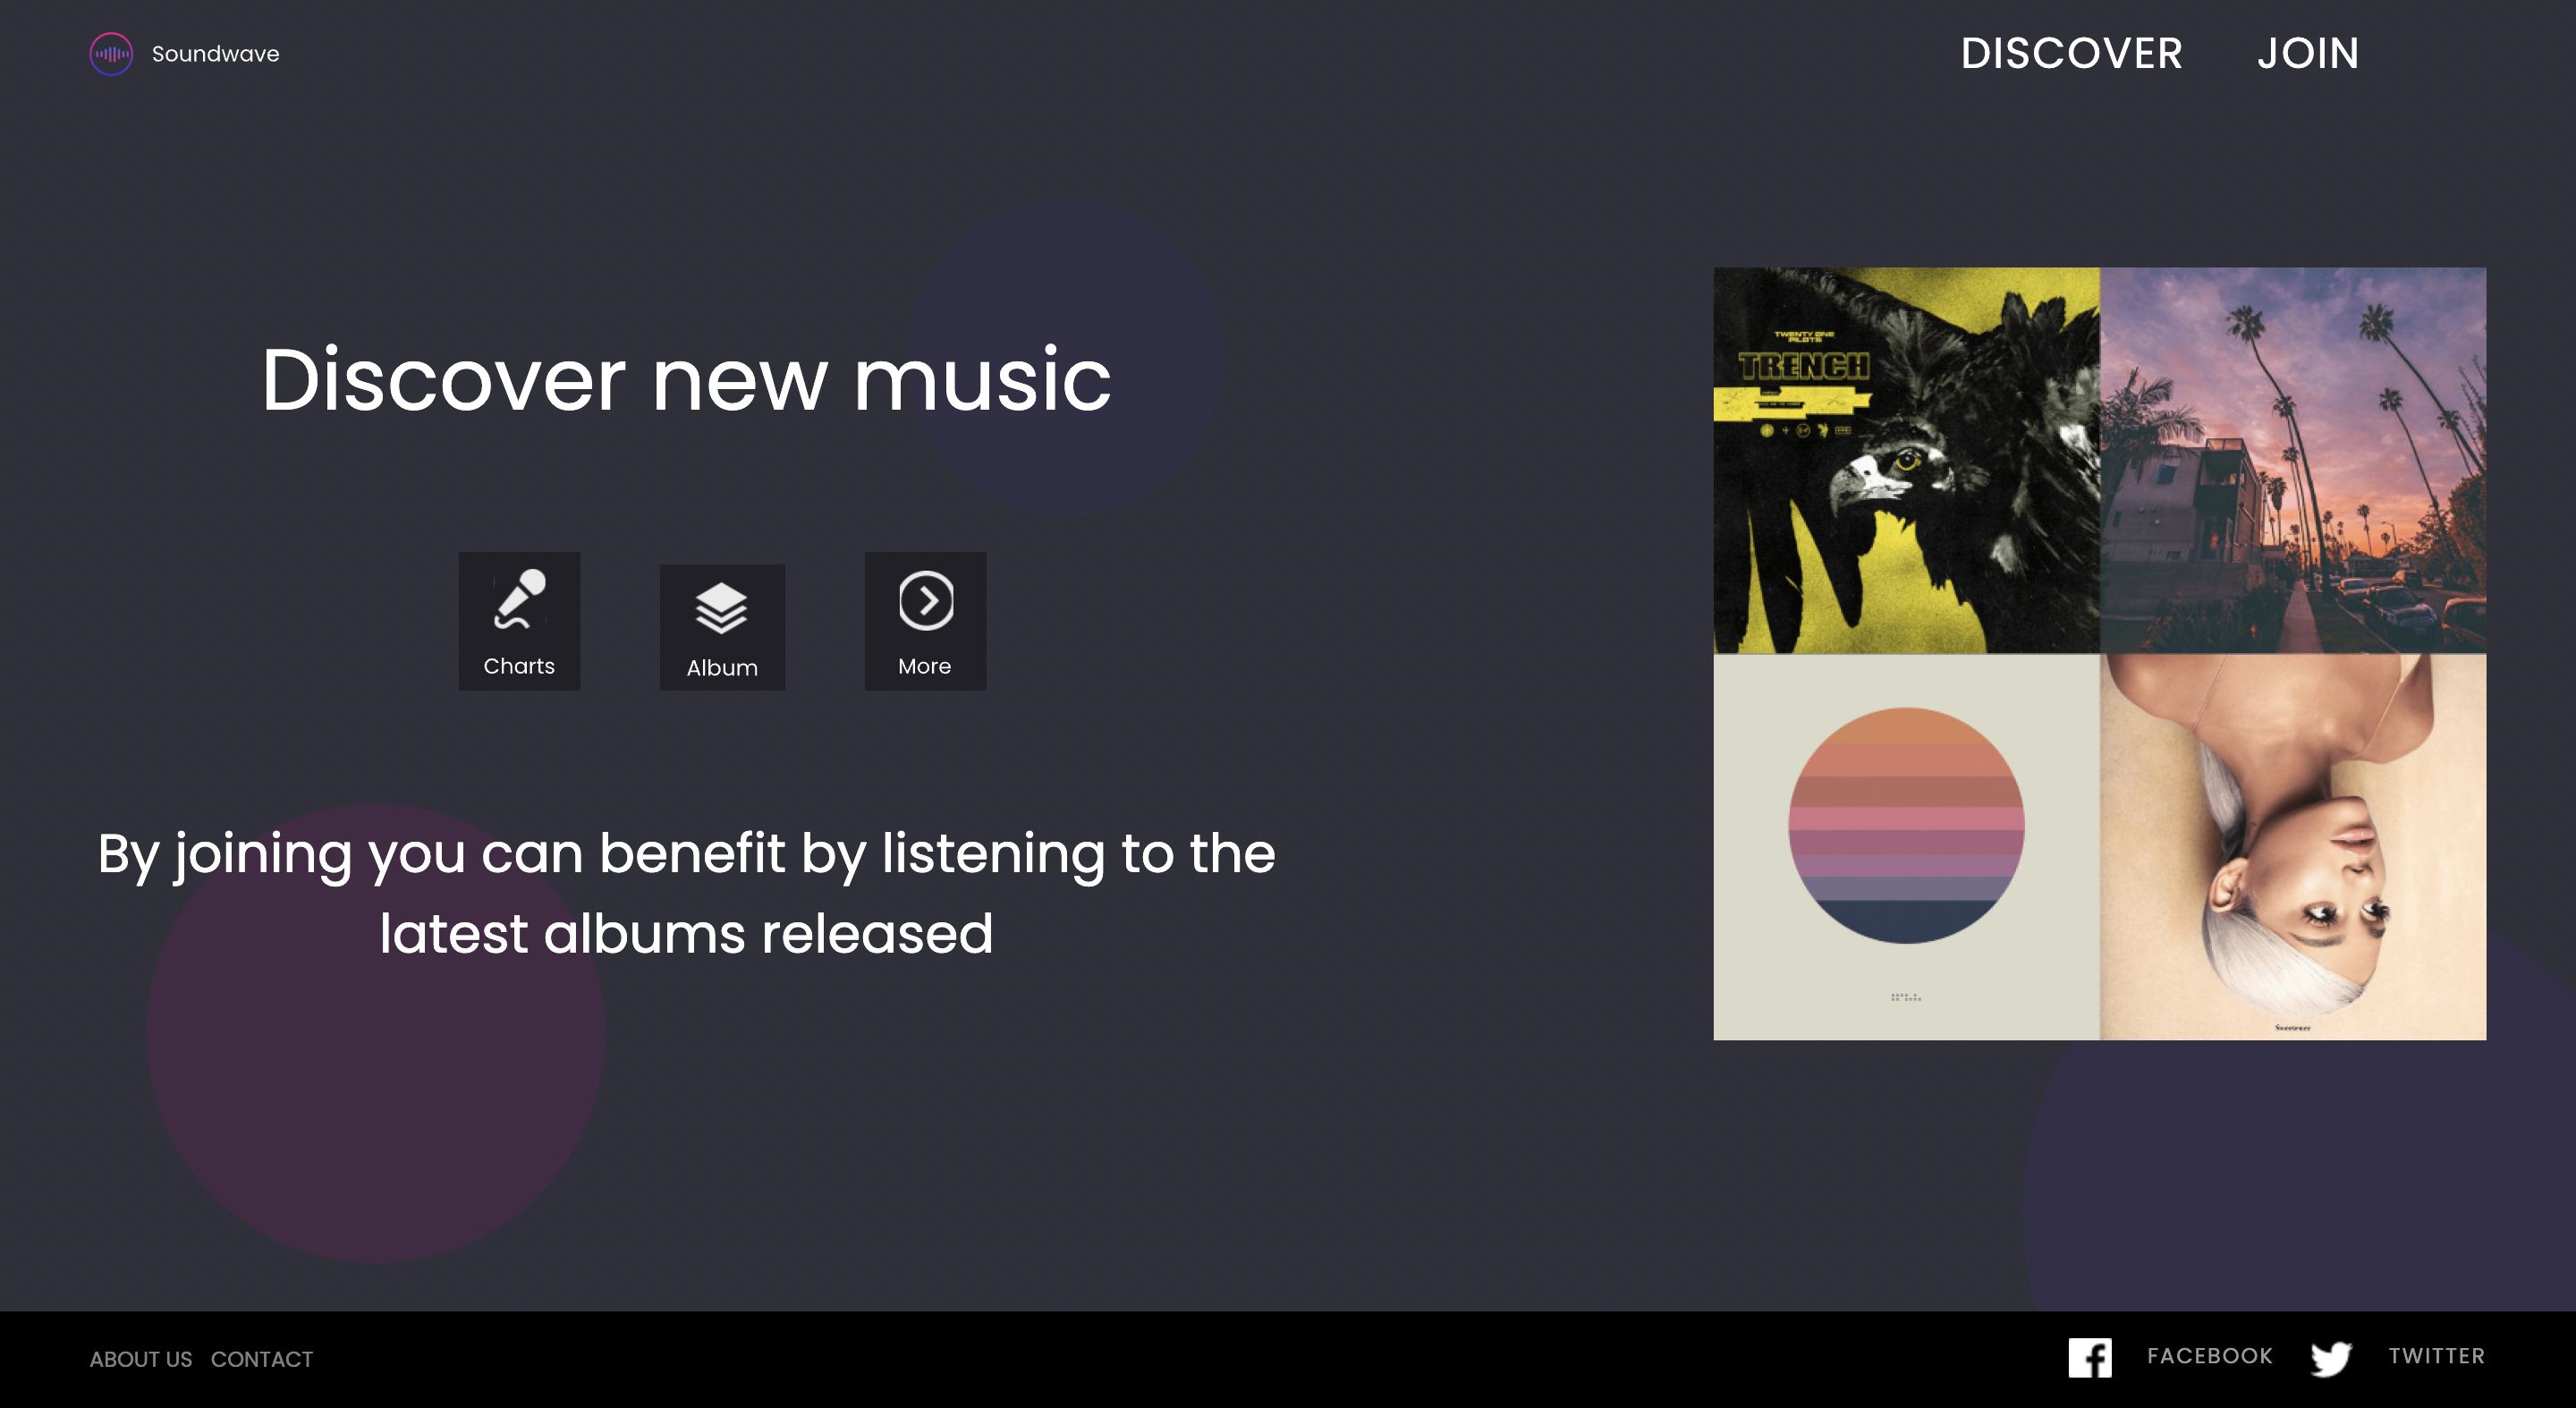 Soundwave
DISCOVER JOIN
Discover new music
Charts
Album
More
By joining you can benefit by listening to the
latest albums released
TWENTY ONE
PILOTS
TRENCH
Sweetener
ABOUT US CONTACT
FACEBOOK TWITTER